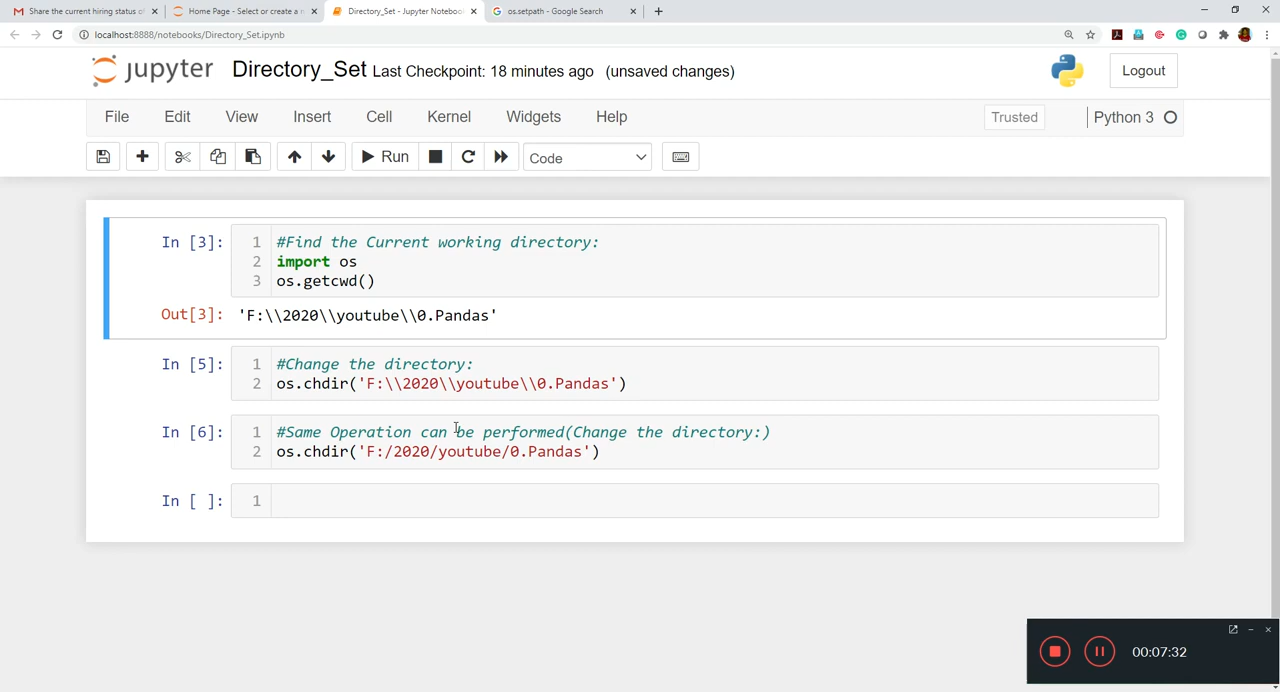 Share the current hiring status o
Home Page - Select or create a n
Directory_Set - Jupyter Noteboo
os.setpath - Google Search
localhost:8888/notebooks/Directory_Set.ipynb
jupyter Directory_Set Last Checkpoint: 18 minutes ago (unsaved changes)
Logout
File Edit View Insert Cell Kernel Widgets Help Trusted Python 3
Run Code
In [3]: 1 #Find the Current working directory:
2 import os
3 os.getcwd()
Out[3]: 'F:\\2020\\youtube\\0.Pandas'
In [5]: 1 #Change the directory:
2 os.chdir('F:\\2020\\youtube\\0.Pandas')
In [6]: 1 #Same Operation can be performed(Change the directory:)
2 os.chdir('F:/2020/youtube/0.Pandas')
In [ ]: 1
00:07:32